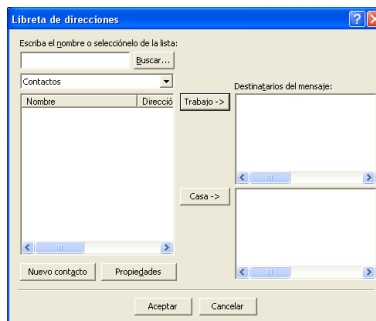 Libreta de direcciones
Escriba el nombre o selecciónelo de la lista:
Buscar...
Contactos
Destinatarios del mensaje:
Nombre Direcció
Trabajo ->
Casa ->
Nuevo contacto Propiedades
Aceptar Cancelar